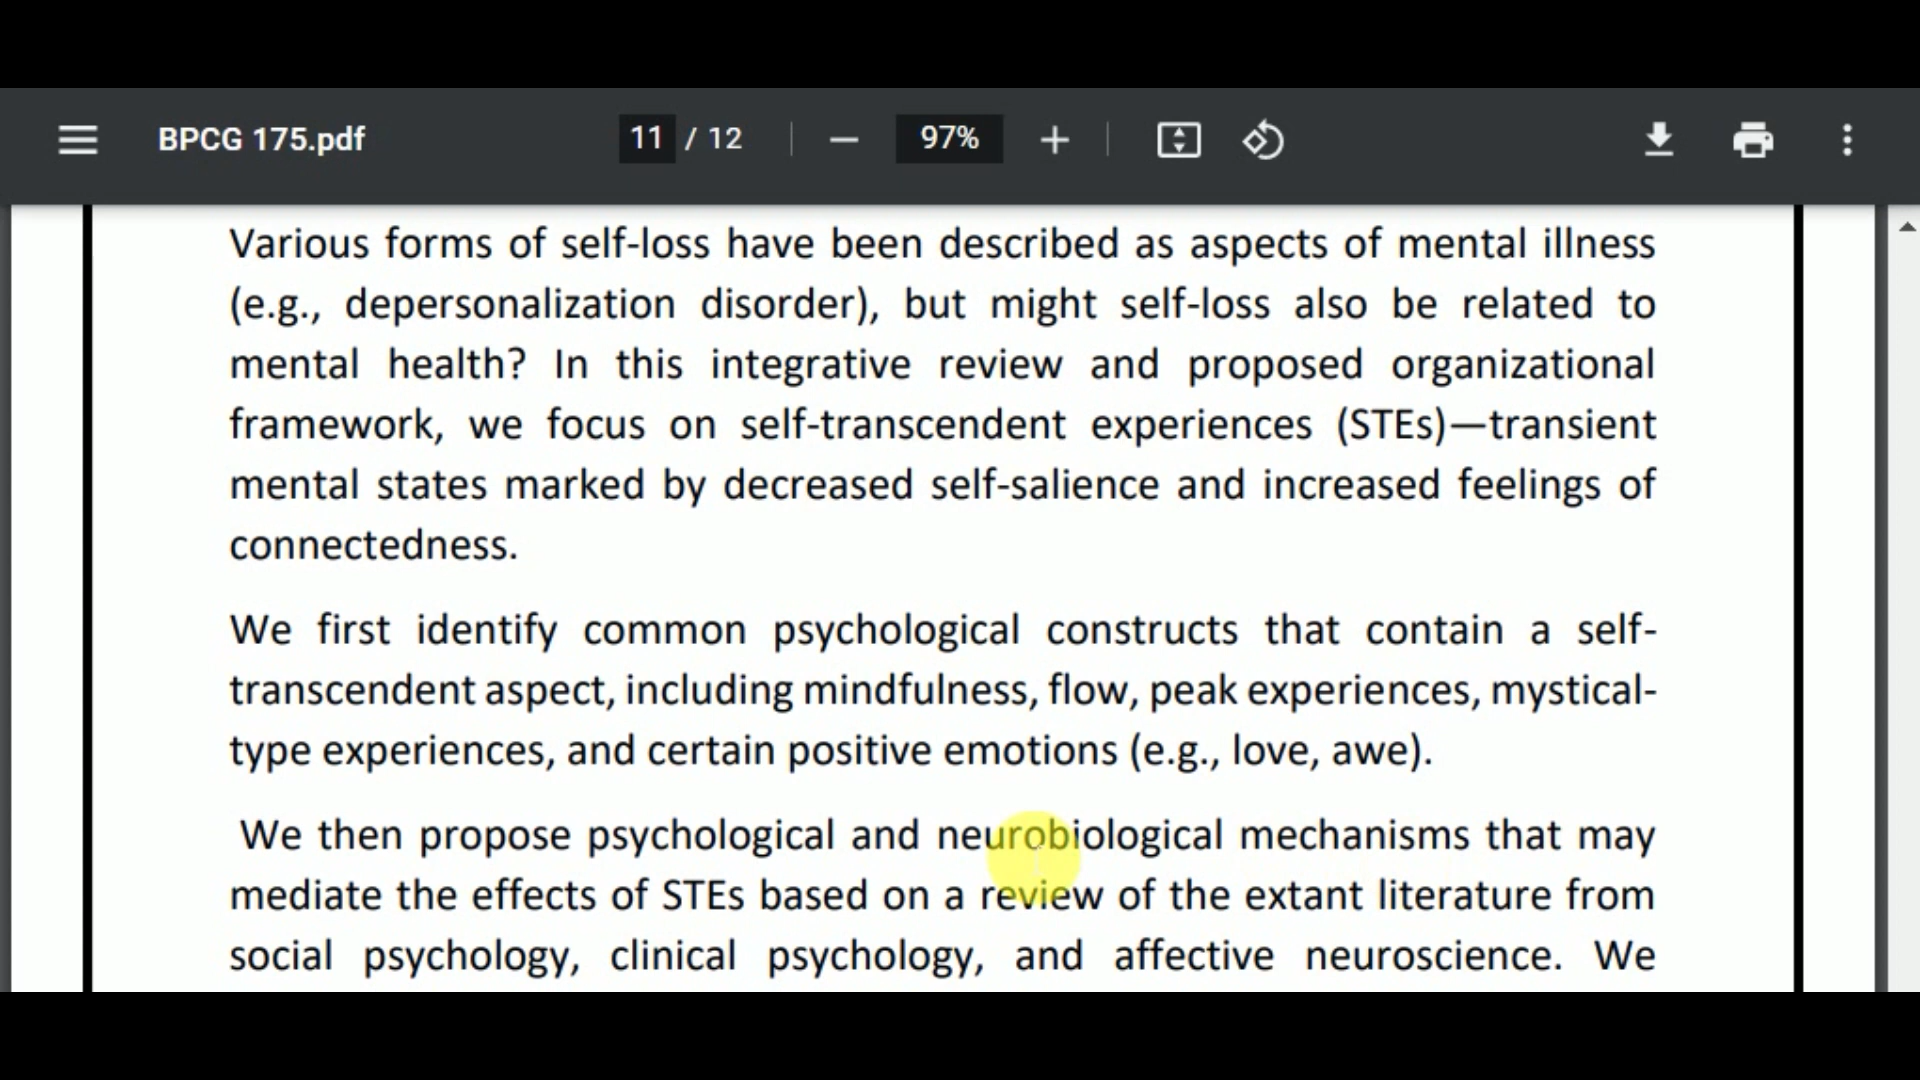 BPCG 175.pdf
11 / 12
97%
Various forms of self-loss have been described as aspects of mental illness
(e.g., depersonalization disorder), but might self-loss also be related to
mental health? In this integrative review and proposed organizational
framework, we focus on self-transcendent experiences (STEs)—transient
mental states marked by decreased self-salience and increased feelings of
connectedness.
We first identify common psychological constructs that contain a self-
transcendent aspect, including mindfulness, flow, peak experiences, mystical-
type experiences, and certain positive emotions (e.g., love, awe).
We then propose psychological and neurobiological mechanisms that may
mediate the effects of STEs based on a review of the extant literature from
social psychology, clinical psychology, and affective neuroscience. We